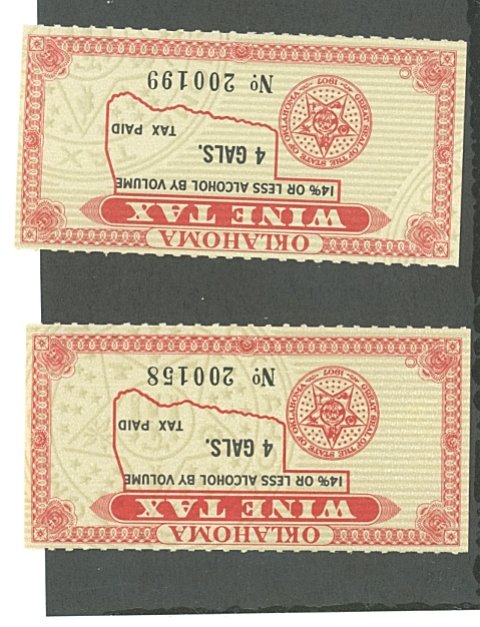 OKLAHOMA
WINE TAX
14% OR LESS ALCOHOL BY VOLUME
4 GALS.
TAX PAID
GREAT SEAL OF THE STATE OF OKLAHOMA
1907
No 200158
OKLAHOMA
WINE TAX
14% OR LESS ALCOHOL BY VOLUME
4 GALS.
TAX PAID
GREAT SEAL OF THE STATE OF OKLAHOMA
1907
No 200199